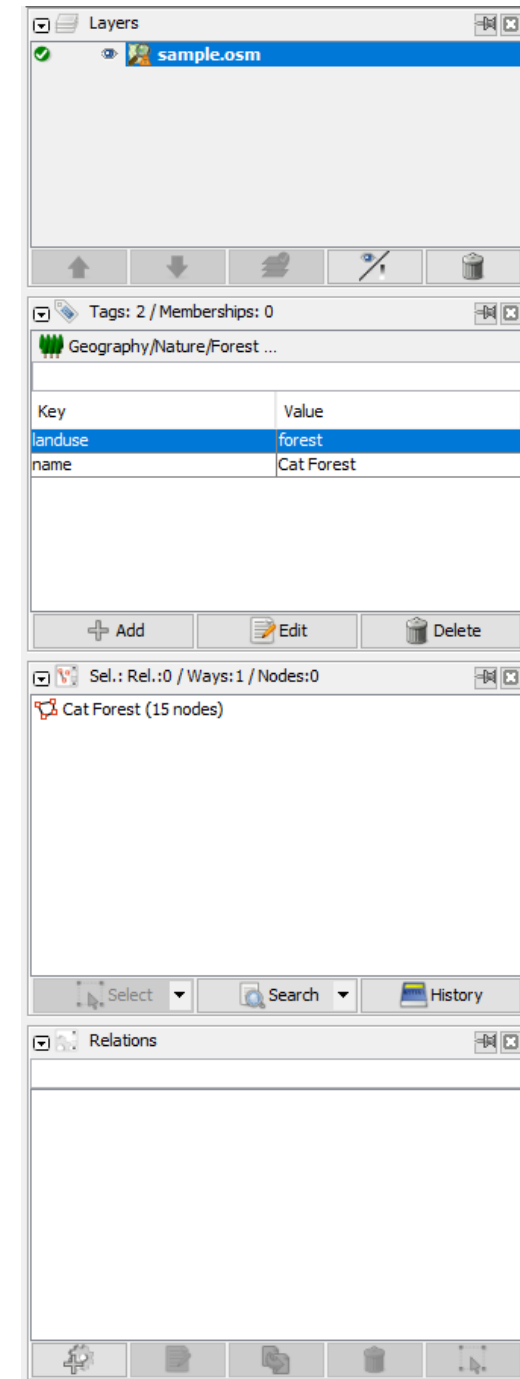 Layers
sample.osm
Tags: 2 / Memberships: 0
Geography/Nature/Forest ...
Key Value
landuse forest
name Cat Forest
Add Edit Delete
Sel.: Rel.:0 / Ways:1 / Nodes:0
Cat Forest (15 nodes)
Select Search History
Relations